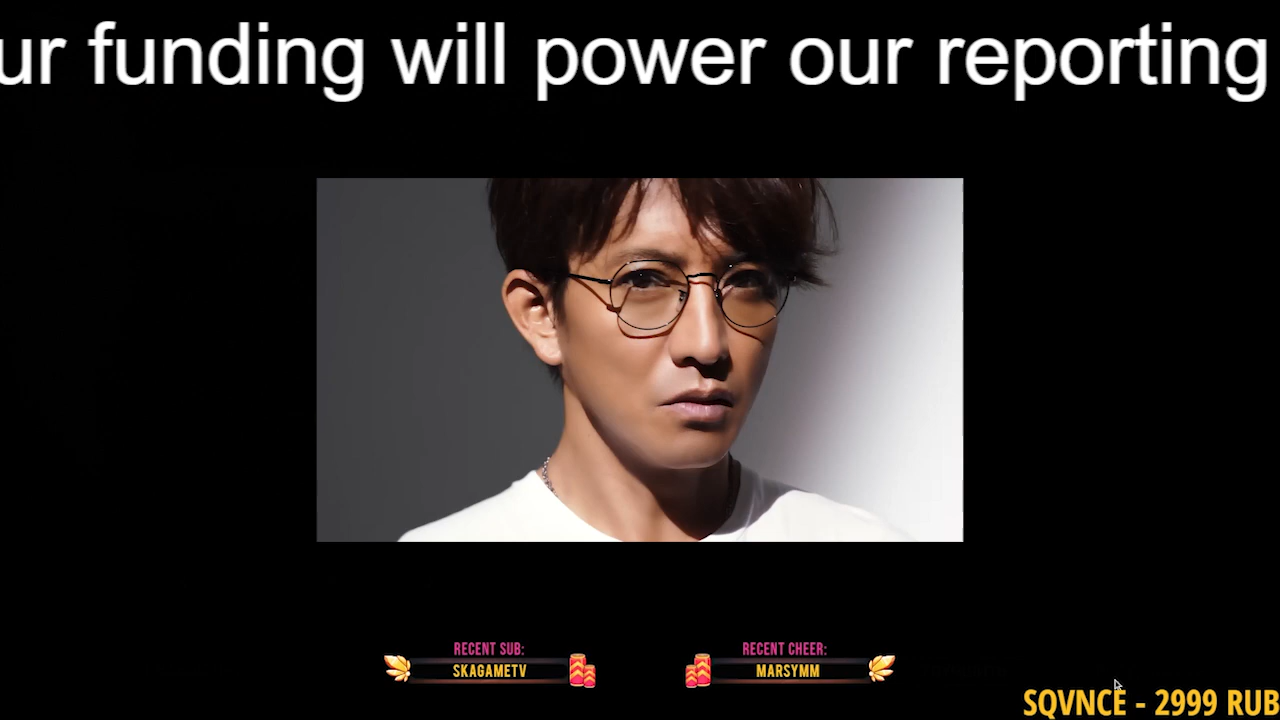 ur funding will power our reporting
RECENT SUB:
SKAGAMETV
RECENT CHEER:
MARSYMM
SQVNCE - 2999 RUB